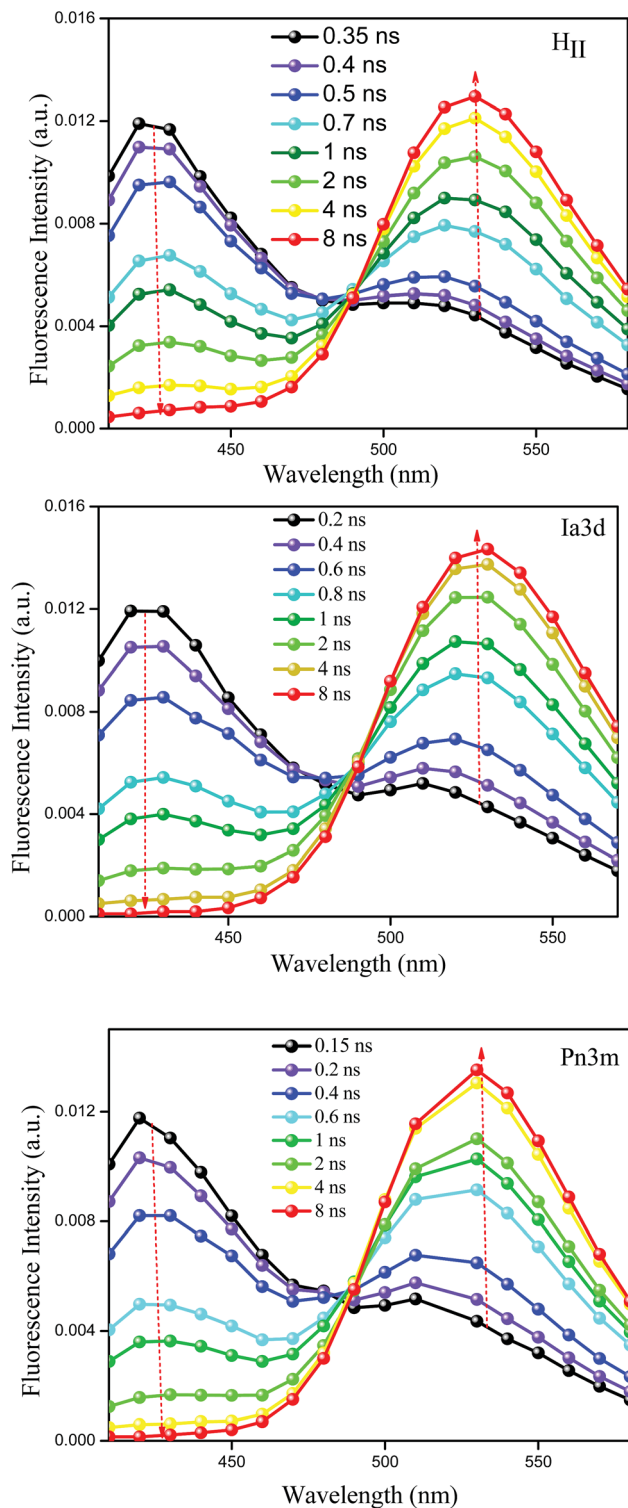 0.016
0.012
0.008
0.004
0.000
Fluorescence Intensity (a.u.)
H_II
0.35 ns
0.4 ns
0.5 ns
0.7 ns
1 ns
2 ns
4 ns
8 ns
450 500 550
Wavelength (nm)
0.016
0.012
0.008
0.004
0.000
Fluorescence Intensity (a.u.)
Ia3d
0.2 ns
0.4 ns
0.6 ns
0.8 ns
1 ns
2 ns
4 ns
8 ns
450 500 550
Wavelength (nm)
0.012
0.008
0.004
0.000
Fluorescence Intensity (a.u.)
Pn3m
0.15 ns
0.2 ns
0.4 ns
0.6 ns
1 ns
2 ns
4 ns
8 ns
450 500 550
Wavelength (nm)